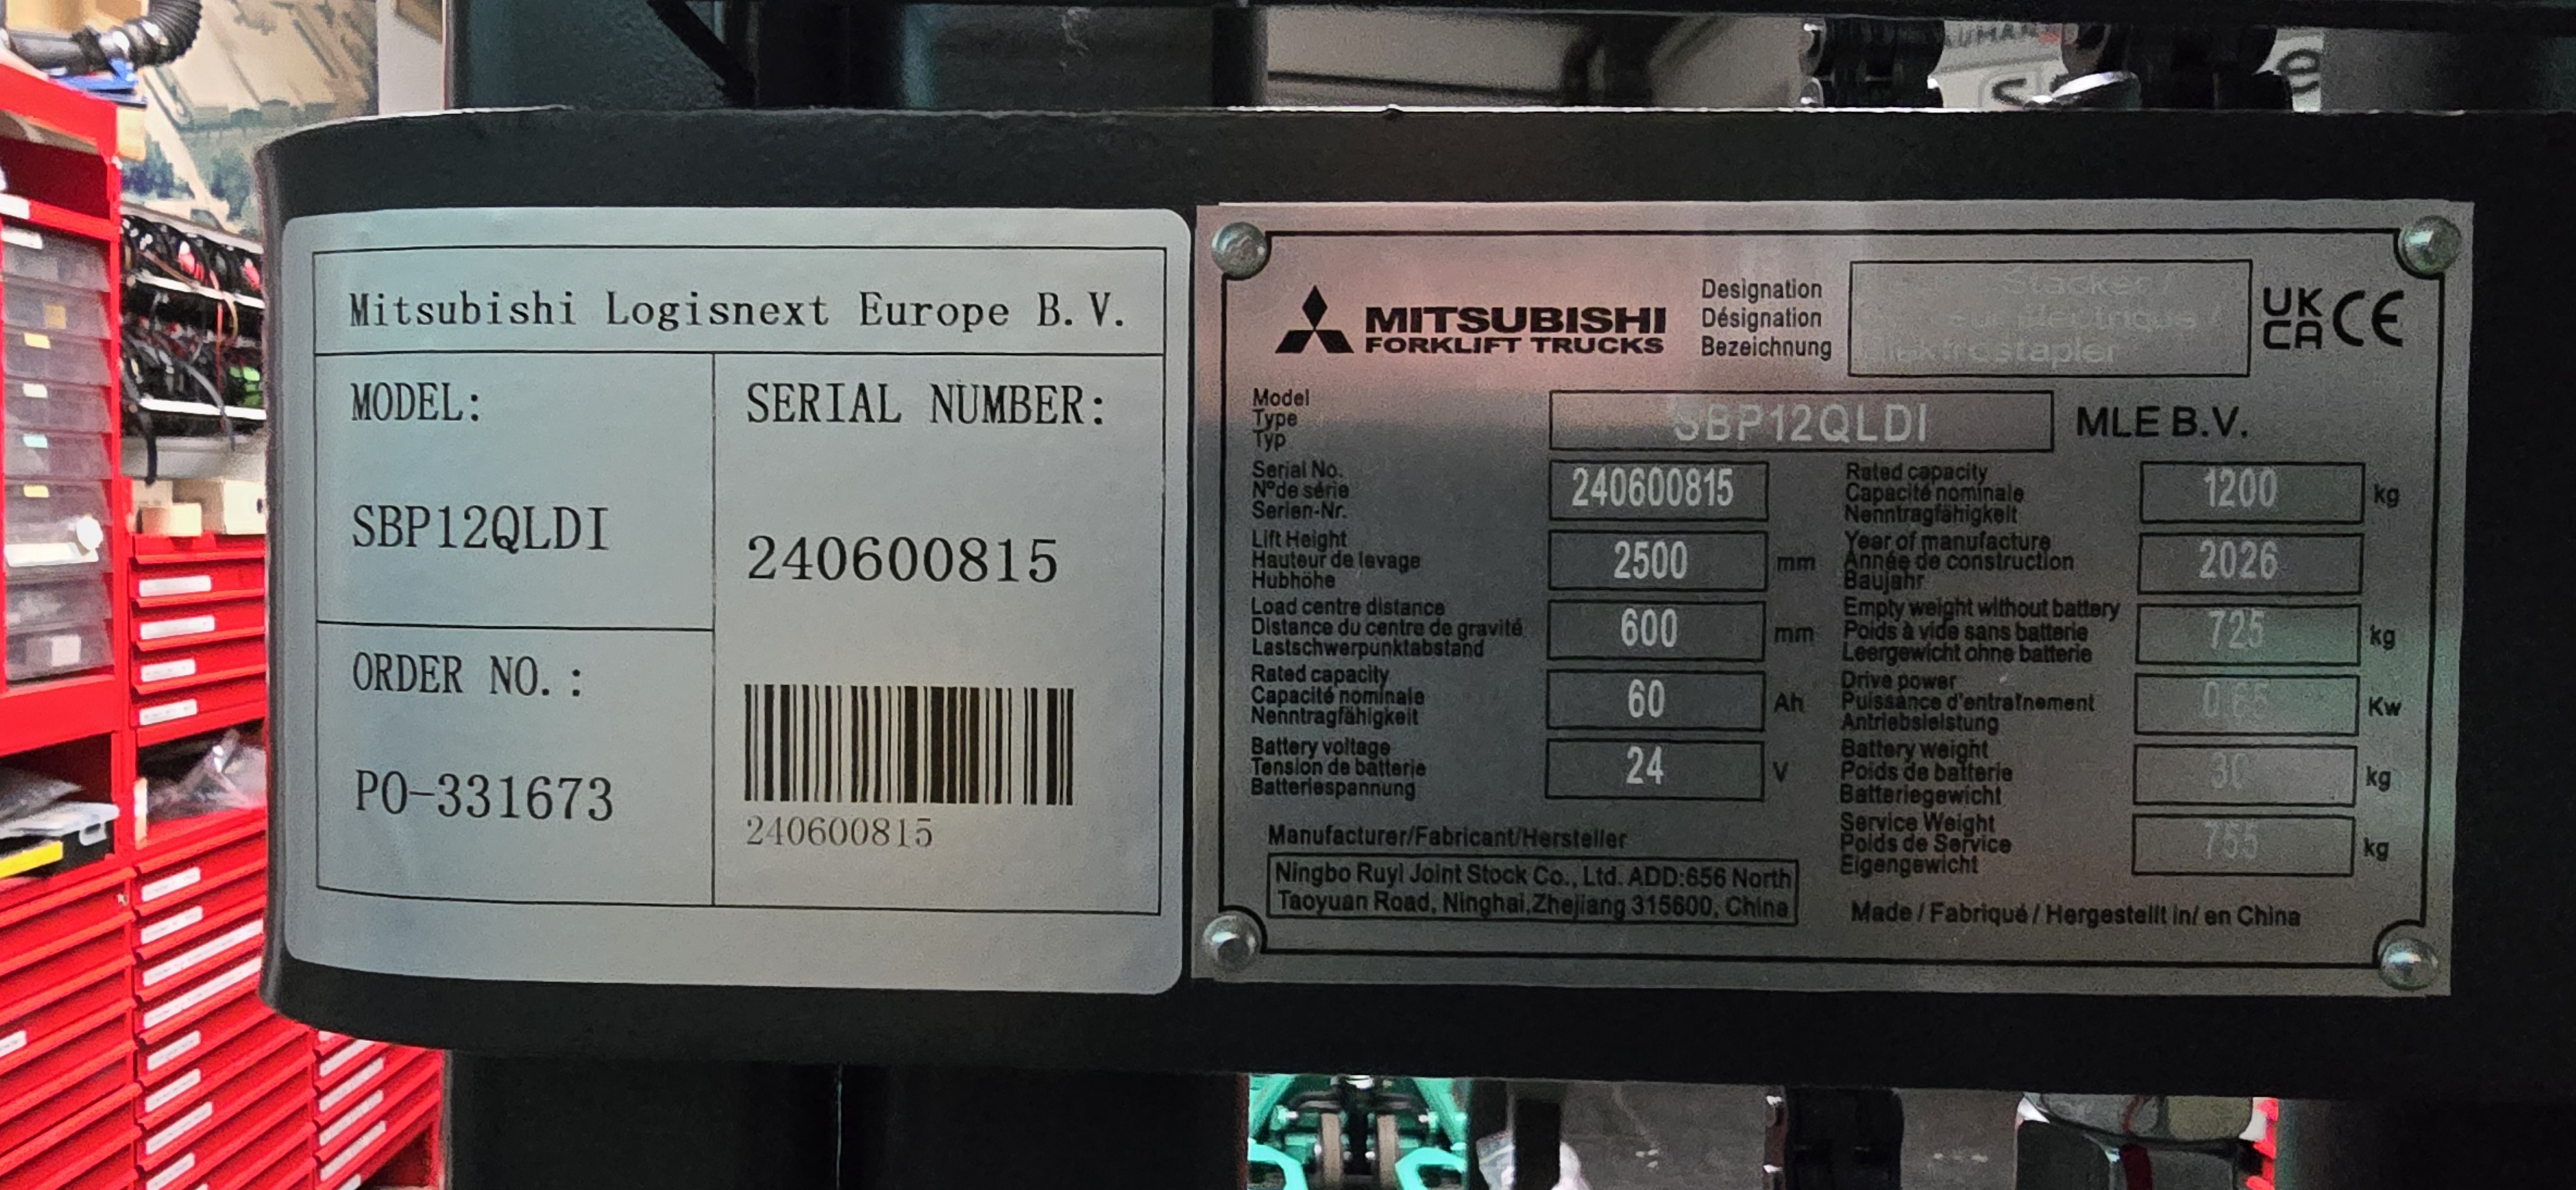 Mitsubishi Logisnext Europe B.V.
MODEL:
SBP12QLDI
ORDER NO.:
PO-331673
SERIAL NUMBER:
240600815
240600815
MITSUBISHI
FORKLIFT TRUCKS
Designation
Désignation
Bezeichnung
Stacker
Elektrostapler
UK
CA CE
Model
Type
Typ
SBP12QLDI
MLE B.V.
Serial No.
N°de série
Serien-Nr.
240600815
Lift Height
Hauteur de levage
Hubhöhe
2500 mm
Load centre distance
Distance du centre de gravité
Lastschwerpunktabstand
600 mm
Rated capacity
Capacité nominale
Nenntragfähigkeit
60 Ah
Battery voltage
Tension de batterie
Batteriespannung
24 V
Manufacturer/Fabricant/Hersteller
Ningbo Ruyi Joint Stock Co., Ltd. ADD:656 North
Taoyuan Road, Ninghai,Zhejiang 315600, China
Rated capacity
Capacité nominale
Nenntragfähigkeit
1200 kg
Year of manufacture
Année de construction
Baujahr
2026
Empty weight without battery
Poids à vide sans batterie
Leergewicht ohne batterie
725 kg
Drive power
Puissance d'entraînement
Antriebsleistung
0.65 Kw
Battery weight
Poids de batterie
Batteriegewicht
30 kg
Service Weight
Poids de Service
Eigengewicht
755 kg
Made / Fabriqué / Hergestellt in/ en China